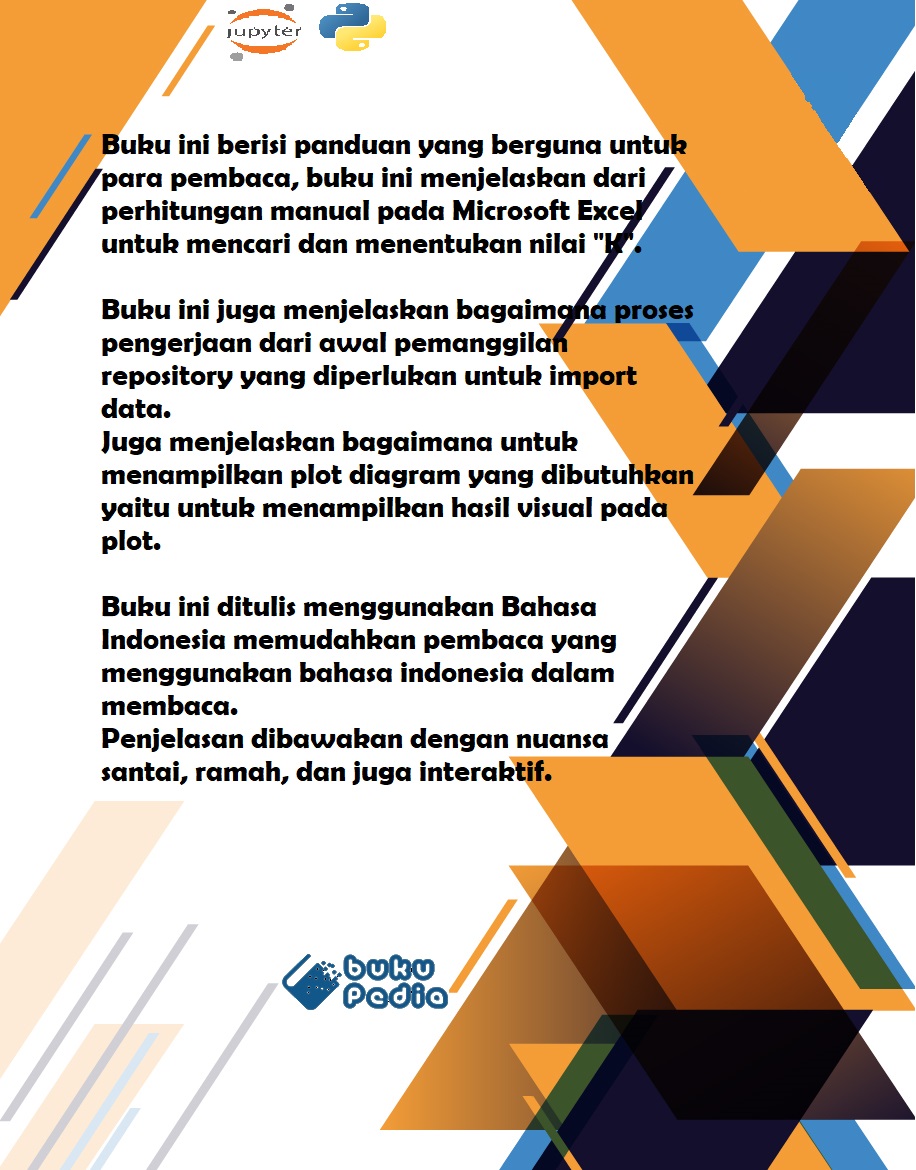 jupyter
Buku ini berisi panduan yang berguna untuk
para pembaca, buku ini menjelaskan dari
perhitungan manual pada Microsoft Excel
untuk mencari dan menentukan nilai "K".
Buku ini juga menjelaskan bagaimana proses
pengerjaan dari awal pemanggilan
repository yang diperlukan untuk import
data.
Juga menjelaskan bagaimana untuk
menampilkan plot diagram yang dibutuhkan
yaitu untuk menampilkan hasil visual pada
plot.
Buku ini ditulis menggunakan Bahasa
Indonesia memudahkan pembaca yang
menggunakan bahasa indonesia dalam
membaca.
Penjelasan dibawakan dengan nuansa
santai, ramah, dan juga interaktif.
buku
Pedia